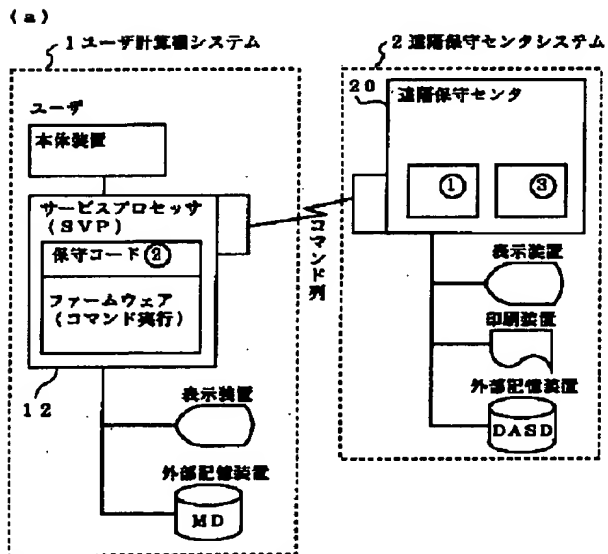 (a)
1 ユーザ計算機システム
ユーザ
本体装置
サービスプロセッサ
(SVP)
保守コード②
ファームウェア
(コマンド実行)
12
表示装置
外部記憶装置
MD
コマンド列
2 遠隔保守センタシステム
20
遠隔保守センタ
①
③
表示装置
印刷装置
外部記憶装置
DASD